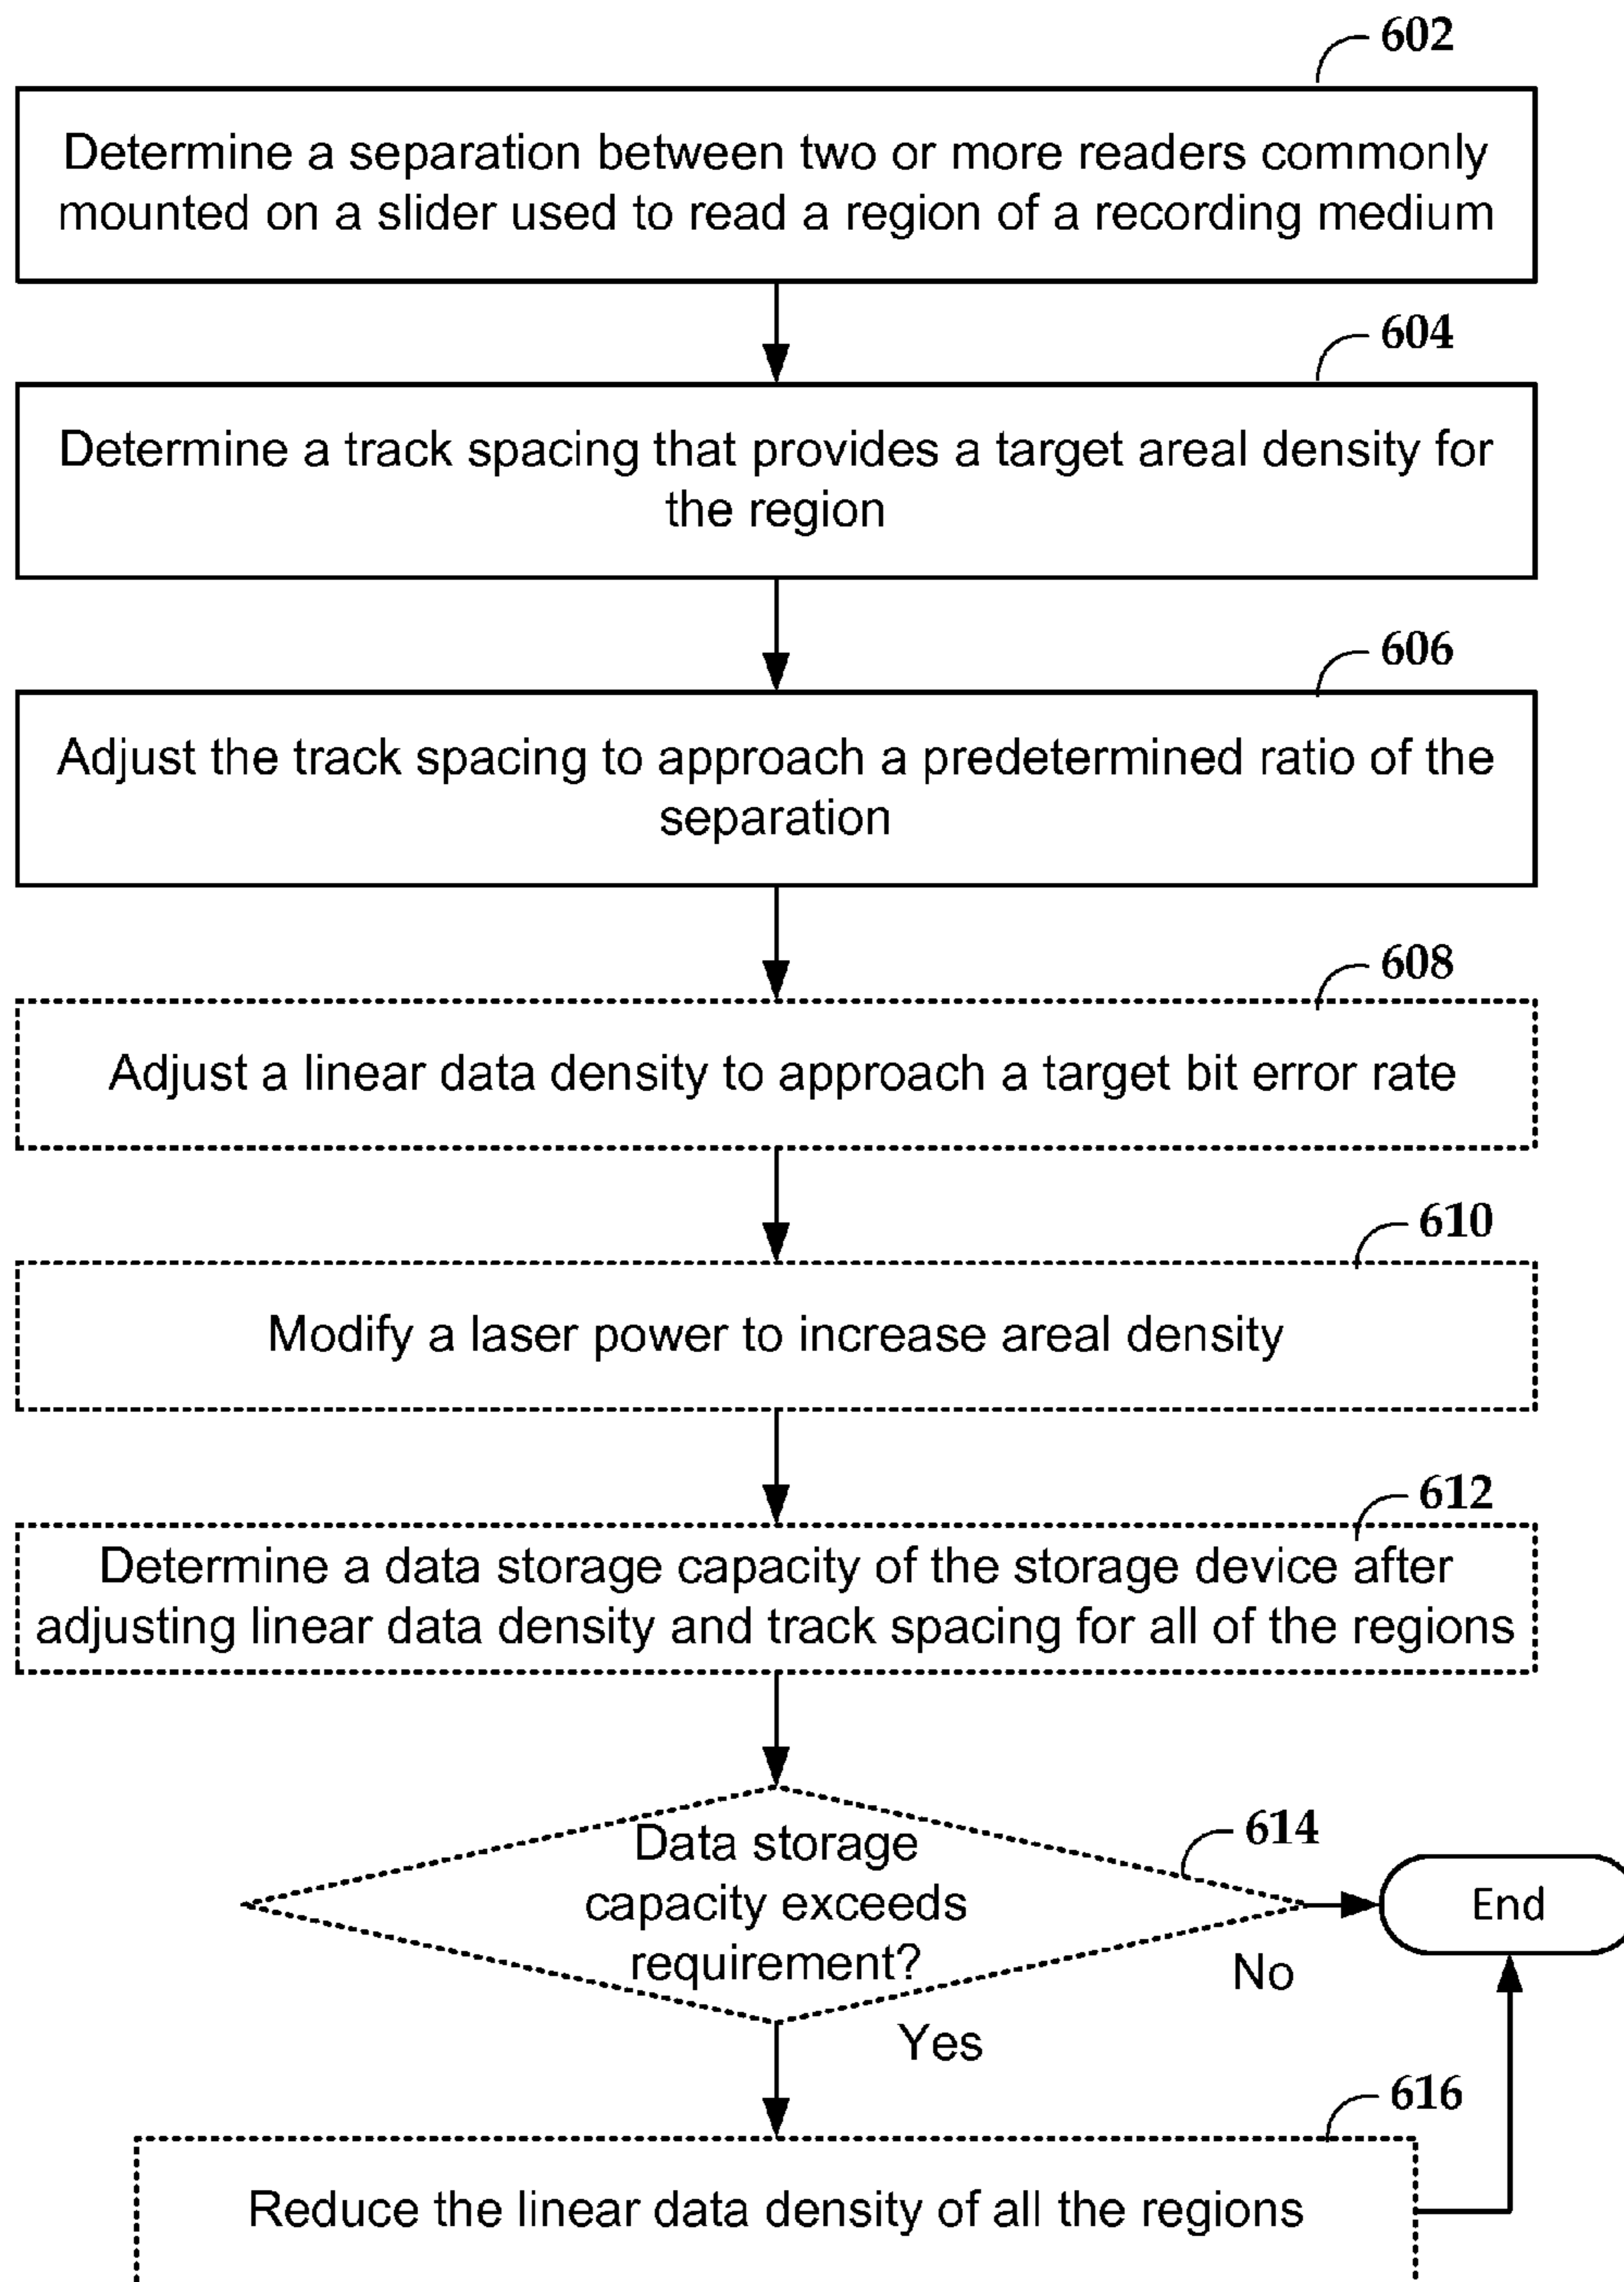 602
Determine a separation between two or more readers commonly
mounted on a slider used to read a region of a recording medium
604
Determine a track spacing that provides a target areal density for
the region
606
Adjust the track spacing to approach a predetermined ratio of the
separation
608
Adjust a linear data density to approach a target bit error rate
610
Modify a laser power to increase areal density
612
Determine a data storage capacity of the storage device after
adjusting linear data density and track spacing for all of the regions
614
Data storage
capacity exceeds
requirement?
End
No
Yes
616
Reduce the linear data density of all the regions